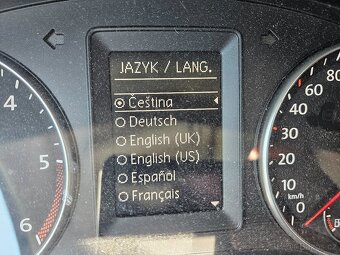 JAZYK / LANG.
Čeština
Deutsch
English (UK)
English (US)
Español
Français
4
5
6
80
60
40
30
20
10
km/h
0